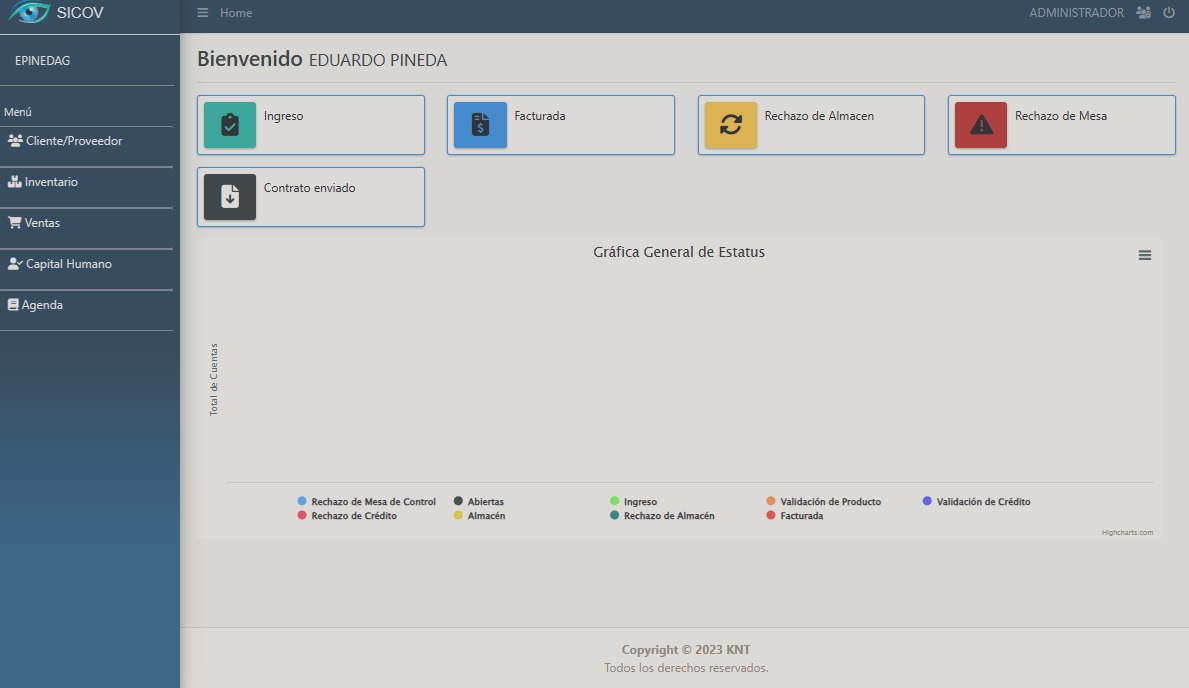 SICOV
Home
ADMINISTRADOR
EPINEDAG
Menú
Cliente/Proveedor
Inventario
Ventas
Capital Humano
Agenda
Bienvenido EDUARDO PINEDA
Ingreso
Facturada
Rechazo de Almacen
Rechazo de Mesa
Contrato enviado
Gráfica General de Estatus
Total de Cuentas
Rechazo de Mesa de Control
Abiertas
Ingreso
Validación de Producto
Validación de Crédito
Rechazo de Crédito
Almacén
Rechazo de Almacén
Facturada
Highcharts.com
Copyright © 2023 KNT
Todos los derechos reservados.